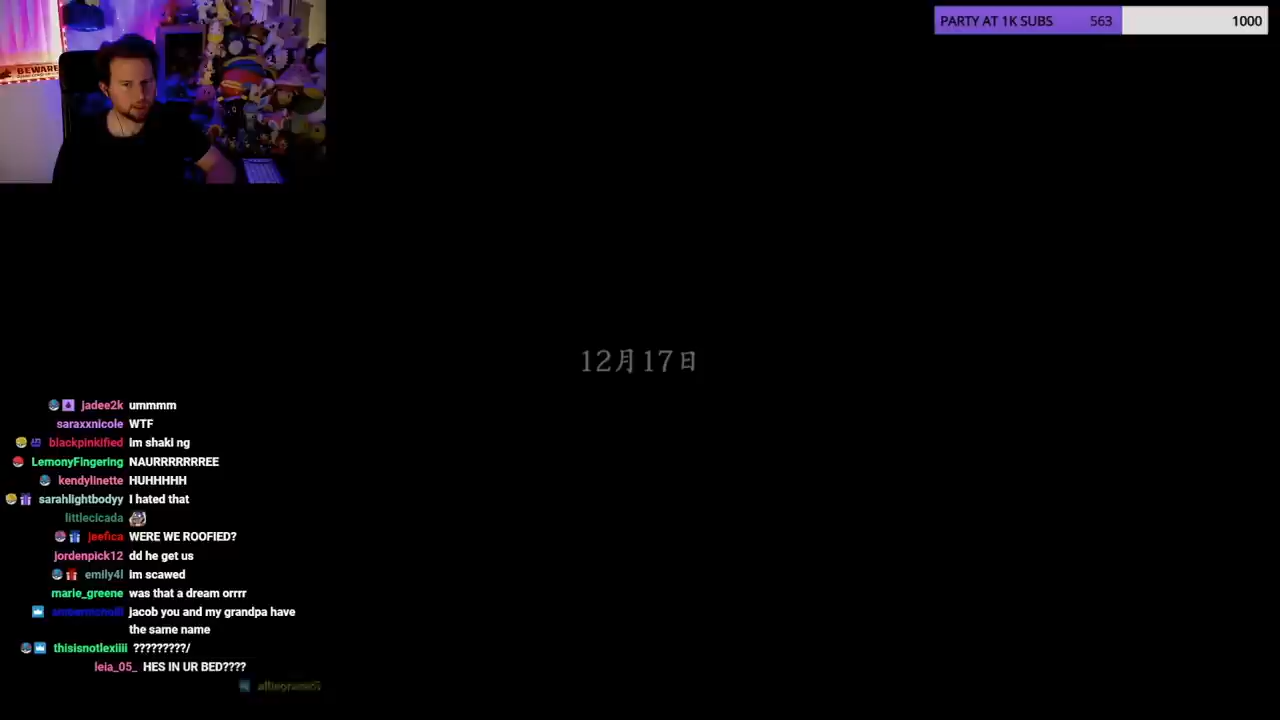 BEWARE
PARTY AT 1K SUBS 563 1000
12月17日
jadee2k ummmm
saraxxnicole WTF
blackpinkified Im shaki ng
LemonyFingering NAURRRRRRREE
kendylinette HUHHHHH
sarahlightbodyy I hated that
littlecicada
jeefica WERE WE ROOFIED?
jordenpick12 dd he get us
emily4l im scawed
marie_greene was that a dream orrrr
jacob you and my grandpa have
the same name
thisisnotlexiiii ?????????/
leia_05_ HES IN UR BED????